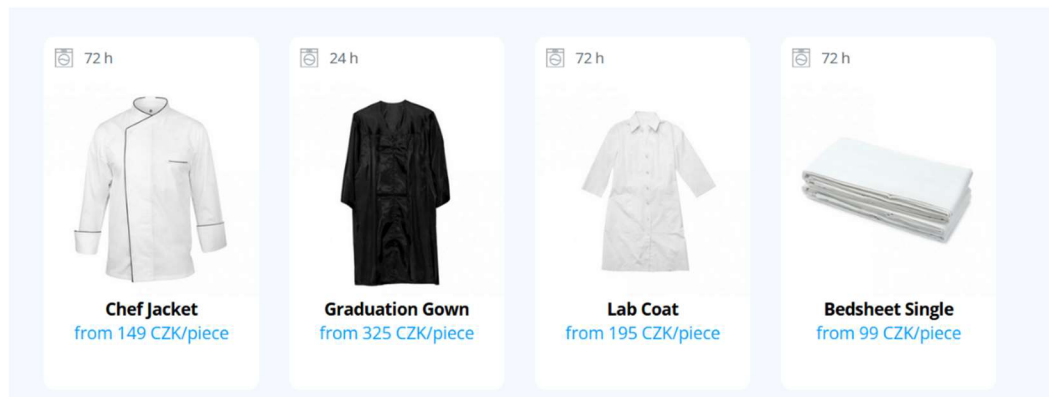 72 h
24 h
72 h
72 h
Chef Jacket
from 149 CZK/piece
Graduation Gown
from 325 CZK/piece
Lab Coat
from 195 CZK/piece
Bedsheet Single
from 99 CZK/piece